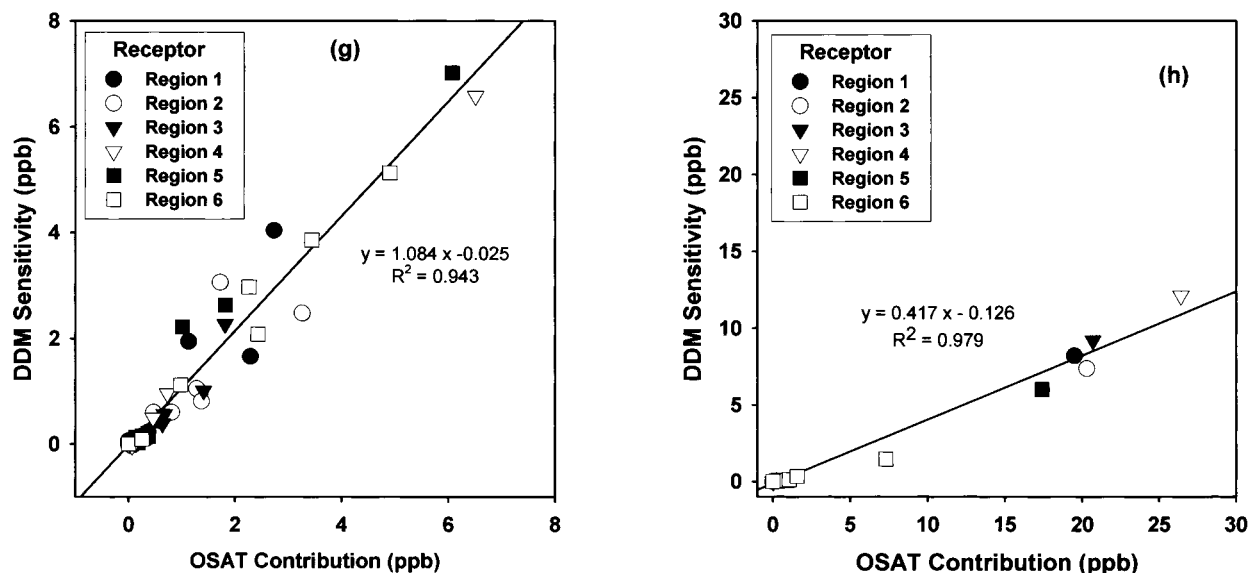 (g)
Receptor
Region 1
Region 2
Region 3
Region 4
Region 5
Region 6
y = 1.084 x -0.025
R² = 0.943
8
6
4
2
0
0
2
4
6
8
DDM Sensitivity (ppb)
OSAT Contribution (ppb)
(h)
Receptor
Region 1
Region 2
Region 3
Region 4
Region 5
Region 6
y = 0.417 x - 0.126
R² = 0.979
30
25
20
15
10
5
0
0
5
10
15
20
25
30
DDM Sensitivity (ppb)
OSAT Contribution (ppb)